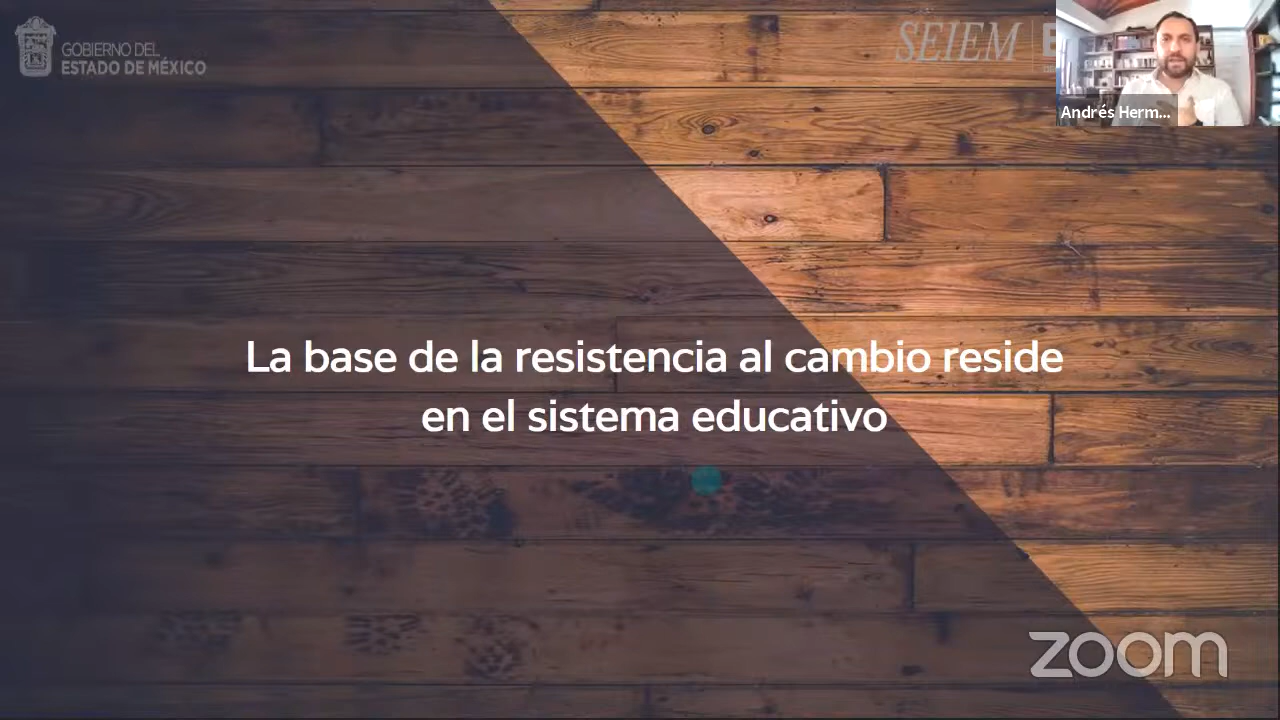 GOBIERNO DEL
ESTADO DE MÉXICO
SEIEM
Andrés Herm...
La base de la resistencia al cambio reside
en el sistema educativo
zoom